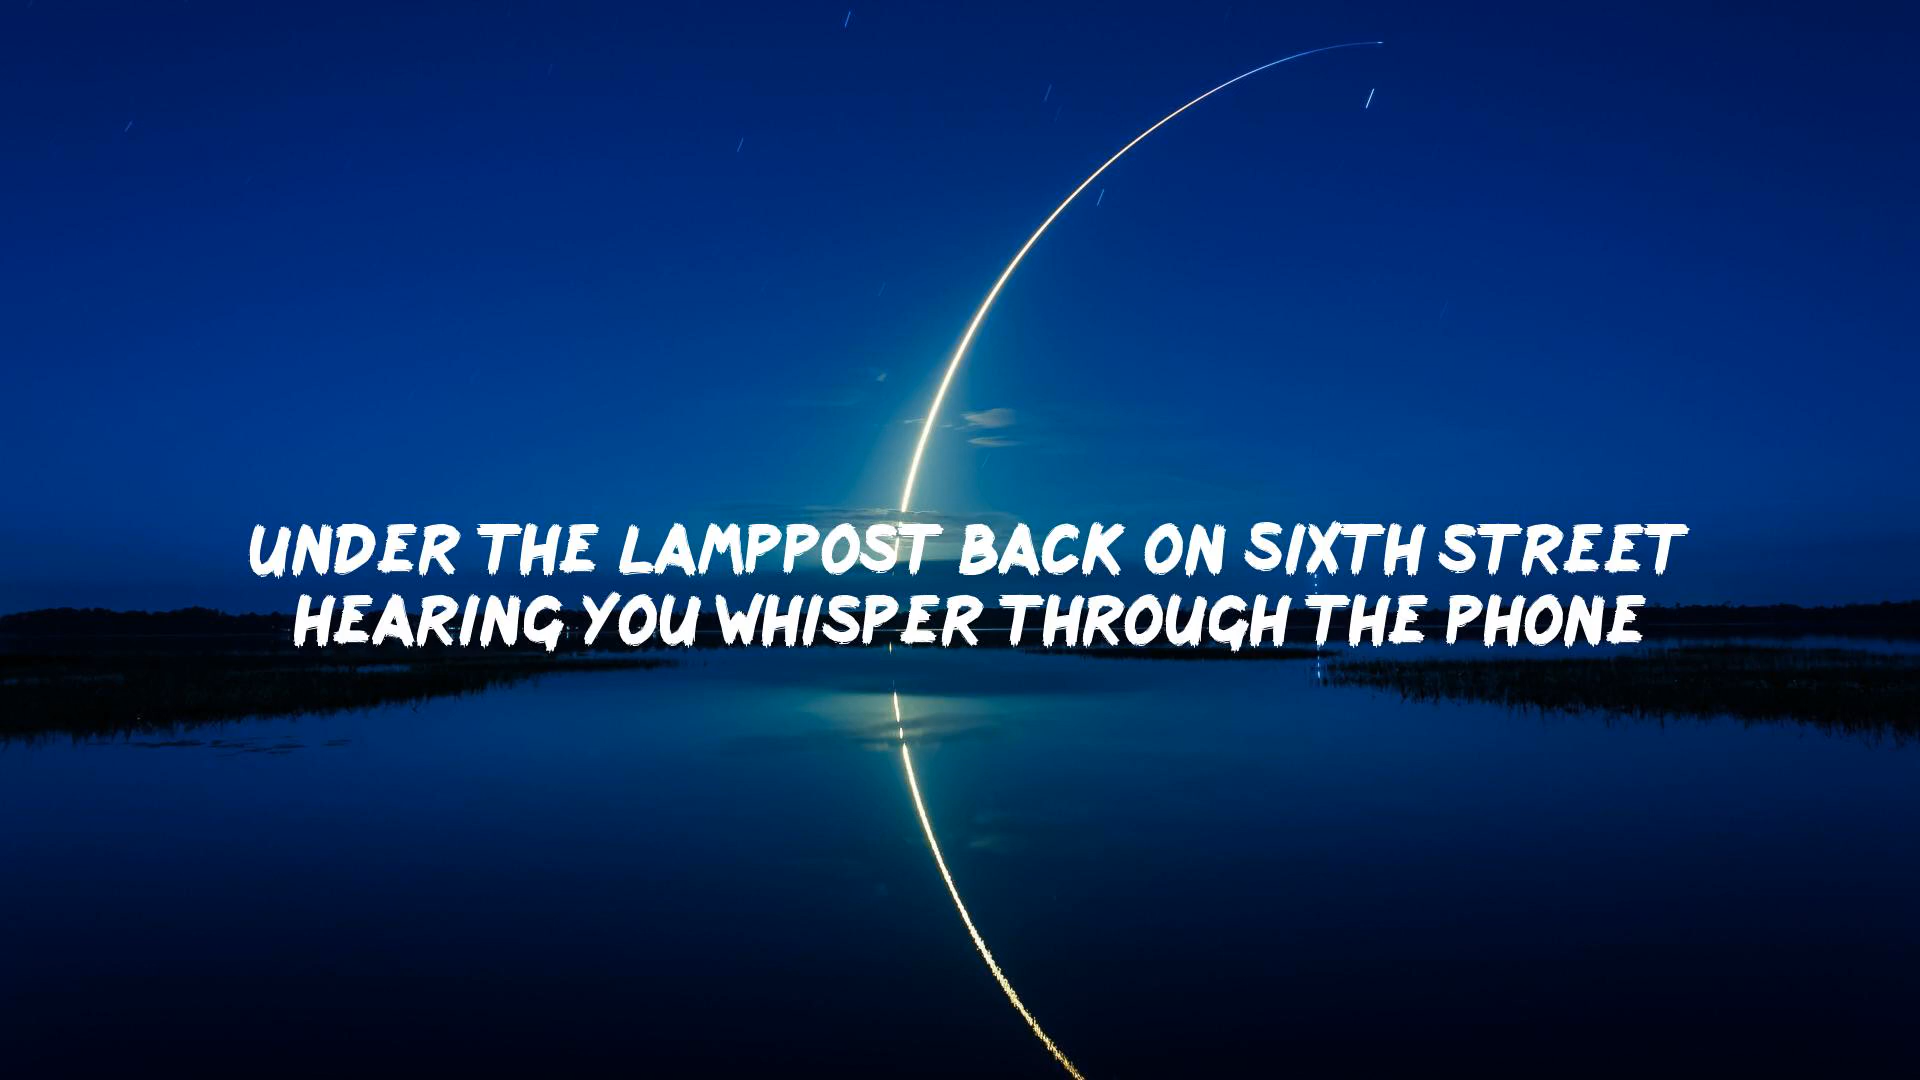 UNDER THE LAMPPOST BACK ON SIXTH STREET
HEARING YOU WHISPER THROUGH THE PHONE